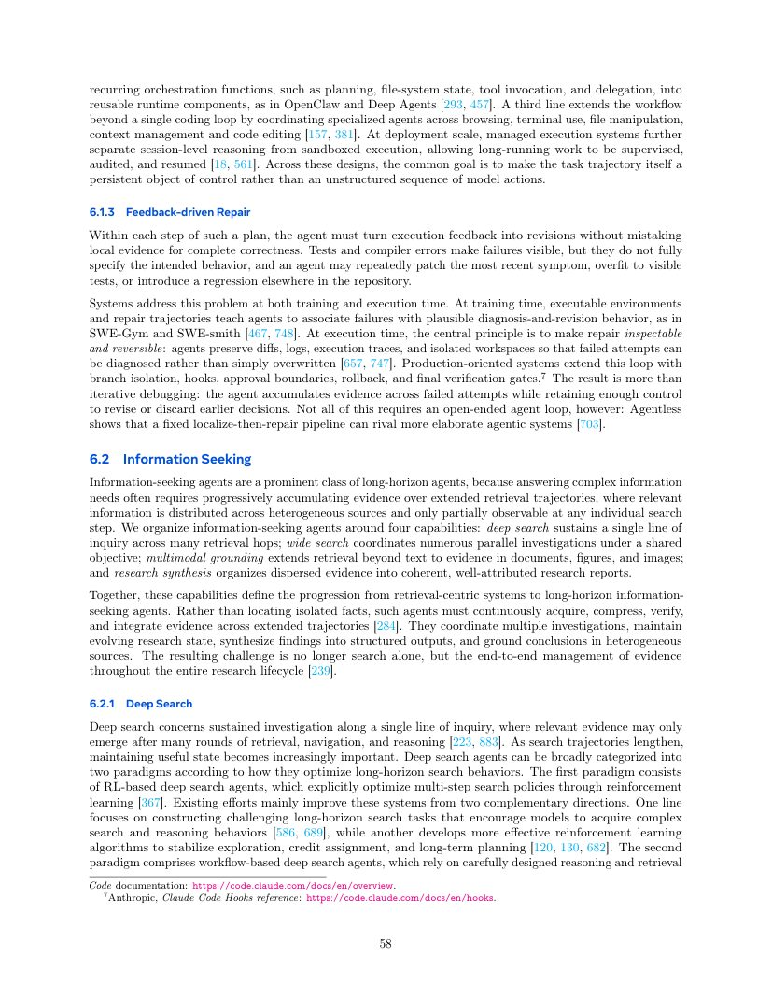 recurring orchestration functions, such as planning, file-system state, tool invocation, and delegation, into
reusable runtime components, as in OpenClaw and Deep Agents [293, 457]. A third line extends the workflow
beyond a single coding loop by coordinating specialized agents across browsing, terminal use, file manipulation,
context management and code editing [157, 381]. At deployment scale, managed execution systems further
separate session-level reasoning from sandboxed execution, allowing long-running work to be supervised,
audited, and resumed [18, 561]. Across these designs, the common goal is to make the task trajectory itself a
persistent object of control rather than an unstructured sequence of model actions.
6.1.3 Feedback-driven Repair
Within each step of such a plan, the agent must turn execution feedback into revisions without mistaking
local evidence for complete correctness. Tests and compiler errors make failures visible, but they do not fully
specify the intended behavior, and an agent may repeatedly patch the most recent symptom, overfit to visible
tests, or introduce a regression elsewhere in the repository.
Systems address this problem at both training and execution time. At training time, executable environments
and repair trajectories teach agents to associate failures with plausible diagnosis-and-revision behavior, as in
SWE-Gym and SWE-smith [467, 748]. At execution time, the central principle is to make repair inspectable
and reversible: agents preserve diffs, logs, execution traces, and isolated workspaces so that failed attempts can
be diagnosed rather than simply overwritten [657, 747]. Production-oriented systems extend this loop with
branch isolation, hooks, approval boundaries, rollback, and final verification gates.⁷ The result is more than
iterative debugging: the agent accumulates evidence across failed attempts while retaining enough control
to revise or discard earlier decisions. Not all of this requires an open-ended agent loop, however: Agentless
shows that a fixed localize-then-repair pipeline can rival more elaborate agentic systems [703].
6.2 Information Seeking
Information-seeking agents are a prominent class of long-horizon agents, because answering complex information
needs often requires progressively accumulating evidence over extended retrieval trajectories, where relevant
information is distributed across heterogeneous sources and only partially observable at any individual search
step. We organize information-seeking agents around four capabilities: deep search sustains a single line of
inquiry across many retrieval hops; wide search coordinates numerous parallel investigations under a shared
objective; multimodal grounding extends retrieval beyond text to evidence in documents, figures, and images;
and research synthesis organizes dispersed evidence into coherent, well-attributed research reports.
Together, these capabilities define the progression from retrieval-centric systems to long-horizon information-
seeking agents. Rather than locating isolated facts, such agents must continuously acquire, compress, verify,
and integrate evidence across extended trajectories [284]. They coordinate multiple investigations, maintain
evolving research state, synthesize findings into structured outputs, and ground conclusions in heterogeneous
sources. The resulting challenge is no longer search alone, but the end-to-end management of evidence
throughout the entire research lifecycle [239].
6.2.1 Deep Search
Deep search concerns sustained investigation along a single line of inquiry, where relevant evidence may only
emerge after many rounds of retrieval, navigation, and reasoning [223, 883]. As search trajectories lengthen,
maintaining useful state becomes increasingly important. Deep search agents can be broadly categorized into
two paradigms according to how they optimize long-horizon search behaviors. The first paradigm consists
of RL-based deep search agents, which explicitly optimize multi-step search policies through reinforcement
learning [367]. Existing efforts mainly improve these systems from two complementary directions. One line
focuses on constructing challenging long-horizon search tasks that encourage models to acquire complex
search and reasoning behaviors [586, 689], while another develops more effective reinforcement learning
algorithms to stabilize exploration, credit assignment, and long-term planning [120, 130, 682]. The second
paradigm comprises workflow-based deep search agents, which rely on carefully designed reasoning and retrieval
Code documentation: https://code.claude.com/docs/en/overview.
⁷Anthropic, Claude Code Hooks reference: https://code.claude.com/docs/en/hooks.
58